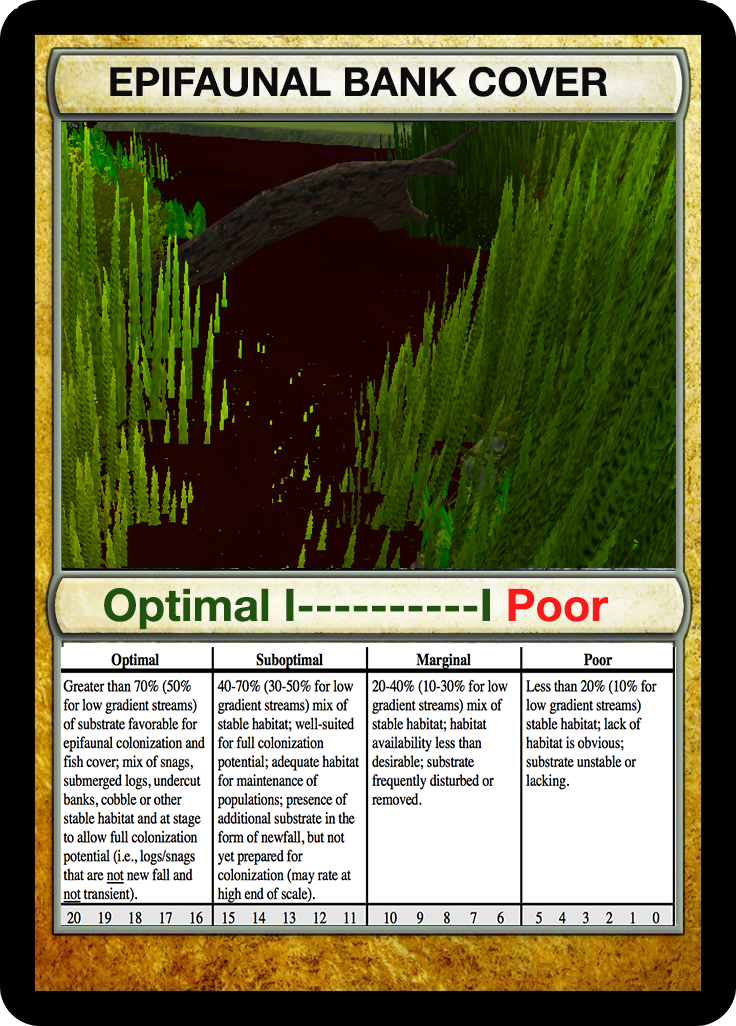 EPIFAUNAL BANK COVER
Optimal I----------I Poor
Optimal
Greater than 70% (50%
for low gradient streams)
of substrate favorable for
epifaunal colonization and
fish cover; mix of snags,
submerged logs, undercut
banks, cobble or other
stable habitat and at stage
to allow full colonization
potential (i.e., logs/snags
that are not new fall and
not transient).
20 19 18 17 16
Suboptimal
40-70% (30-50% for low
gradient streams) mix of
stable habitat; well-suited
for full colonization
potential; adequate habitat
for maintenance of
populations; presence of
additional substrate in the
form of newfall, but not
yet prepared for
colonization (may rate at
high end of scale).
15 14 13 12 11
Marginal
20-40% (10-30% for low
gradient streams) mix of
stable habitat; habitat
availability less than
desirable; substrate
frequently disturbed or
removed.
10 9 8 7 6
Poor
Less than 20% (10% for
low gradient streams)
stable habitat; lack of
habitat is obvious;
substrate unstable or
lacking.
5 4 3 2 1 0